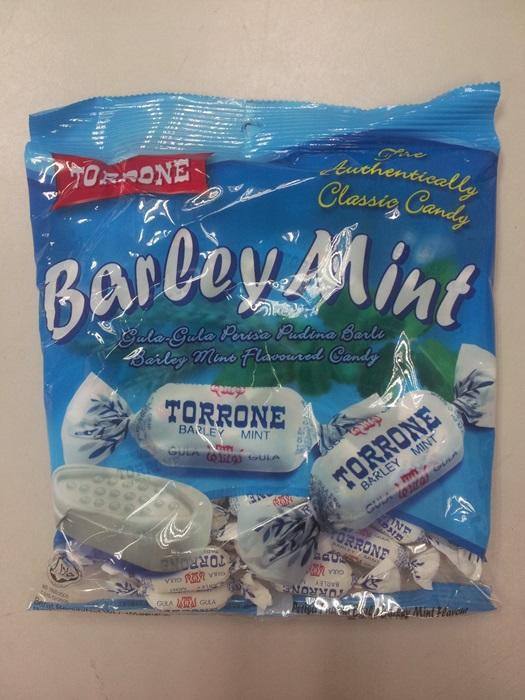 TORRONE
The
Authentically
Classic Candy
Barley Mint
Gula-Gula Perisa Pudina Barli
Barley Mint Flavoured Candy
TORRONE
BARLEY MINT
GULA GULA
TORRONE
BARLEY MINT
GULA GULA
TORRONE
TORRONE
GULA GULA
Mint Flavour